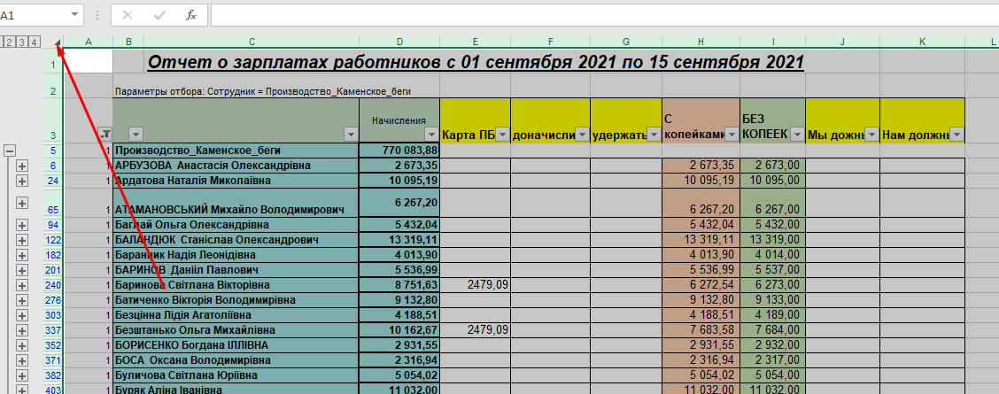 A1 fx
2 3 4 A B C D E F G H I J K L
1 Отчет о зарплатах работников с 01 сентября 2021 по 15 сентября 2021
2 Параметры отбора: Сотрудник = Производство_Каменское_беги
Начисления С БЕЗ
3 Карта ПБ доначисли удержать копейками КОПЕЕК Мы дожны Нам должны
5 1 Производство_Каменское_беги 770 083,88
6 1 АРБУЗОВА Анастасія Олександрівна 2 673,35 2 673,35 2 673,00
24 1 Ардатова Наталія Миколаївна 10 095,19 10 095,19 10 095,00
65 1 АТАМАНОВСЬКИЙ Михайло Володимирович 6 267,20 6 267,20 6 267,00
94 1 Баглай Ольга Олександрівна 5 432,04 5 432,04 5 432,00
122 1 БАЛАНДЮК Станіслав Олександрович 13 319,11 13 319,11 13 319,00
182 1 Баранник Надія Леонідівна 4 013,90 4 013,90 4 014,00
201 1 БАРИНОВ Данііл Павлович 5 536,99 5 536,99 5 537,00
240 1 Баринова Світлана Вікторівна 8 751,63 2479,09 6 272,54 6 273,00
276 1 Батиченко Вікторія Володимирівна 9 132,80 9 132,80 9 133,00
303 1 Безцінна Лідія Агатоліївна 4 188,51 4 188,51 4 189,00
337 1 Безштанько Ольга Михайлівна 10 162,67 2479,09 7 683,58 7 684,00
352 1 БОРИСЕНКО Богдана ІЛЛІВНА 2 931,55 2 931,55 2 932,00
371 1 БОСА Оксана Володимирівна 2 316,94 2 316,94 2 317,00
382 1 Буличова Світлана Юріївна 5 054,02 5 054,02 5 054,00
403 1 Буряк Аліна Іванівна 11 032,00 11 032,00 11 032,00